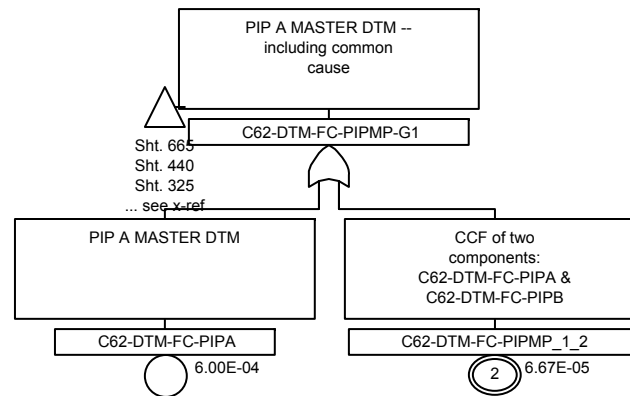 PIP A MASTER DTM --
including common
cause
C62-DTM-FC-PIPMP-G1
Sht. 665
Sht. 440
Sht. 325
... see x-ref
PIP A MASTER DTM
C62-DTM-FC-PIPA
6.00E-04
CCF of two
components:
C62-DTM-FC-PIPA &
C62-DTM-FC-PIPB
C62-DTM-FC-PIPMP_1_2
2
6.67E-05